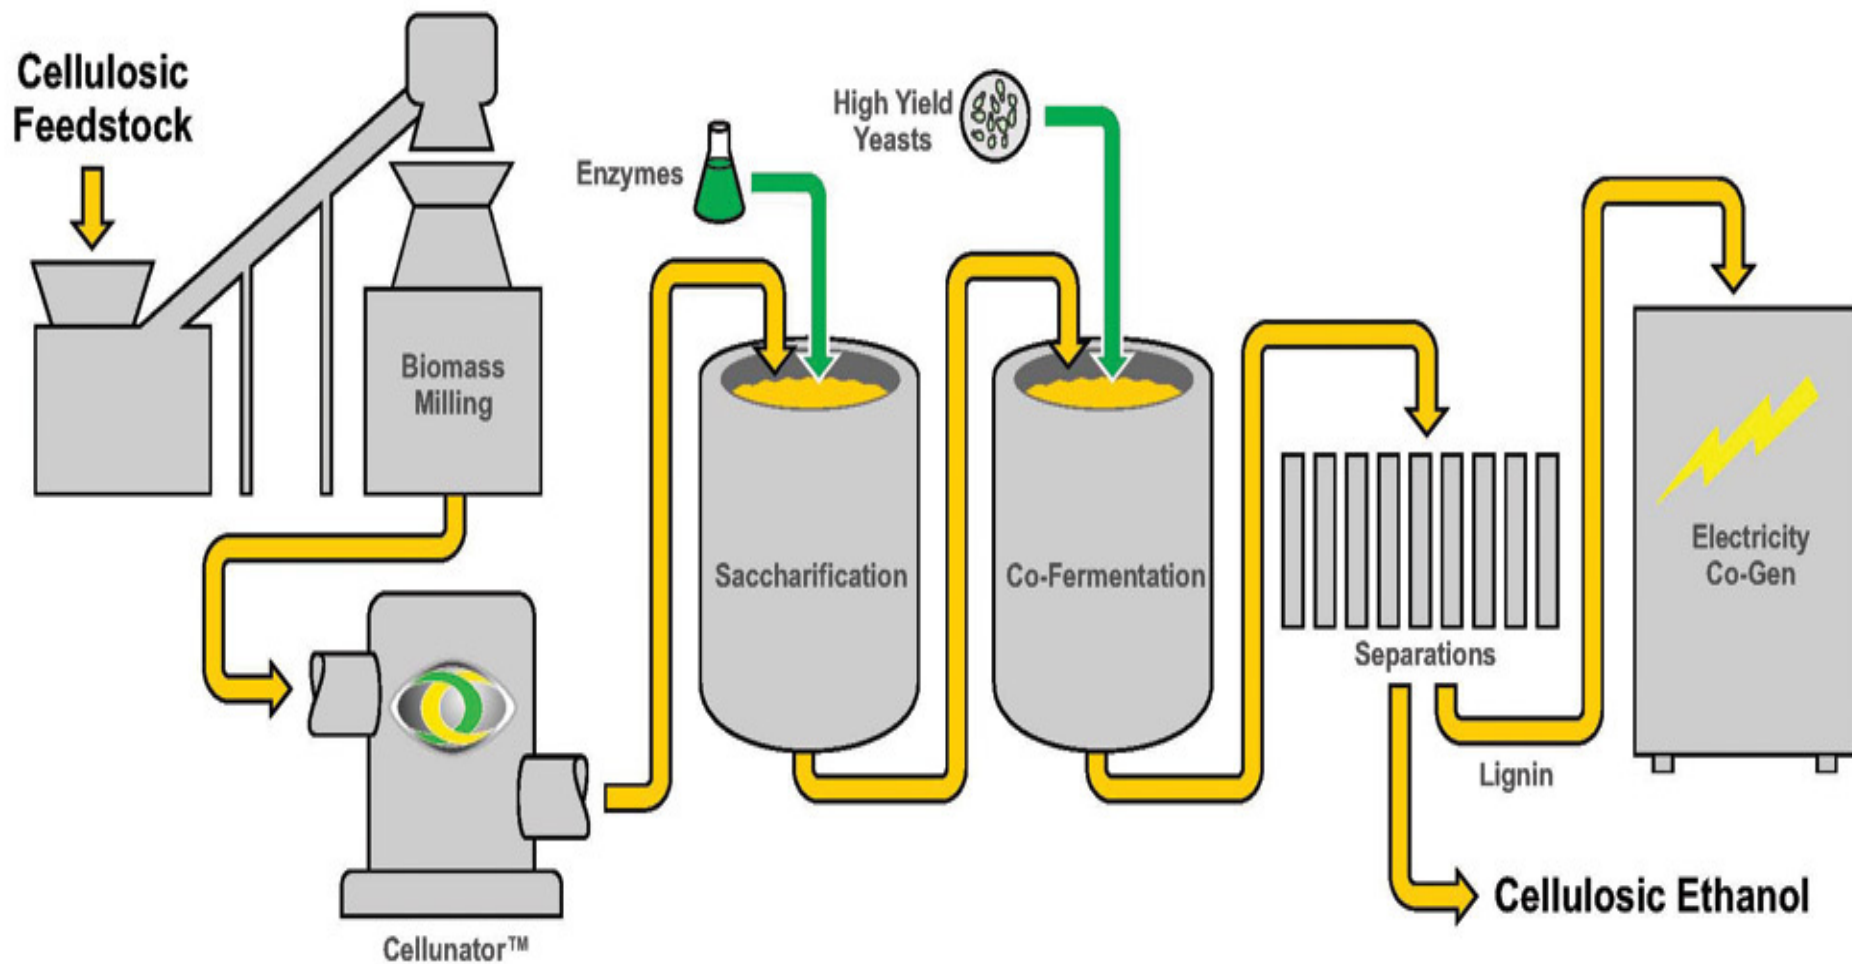 Cellulosic
Feedstock
Biomass
Milling
Cellunator™
Enzymes
High Yield
Yeasts
Saccharification
Co-Fermentation
Separations
Lignin
Electricity
Co-Gen
Cellulosic Ethanol